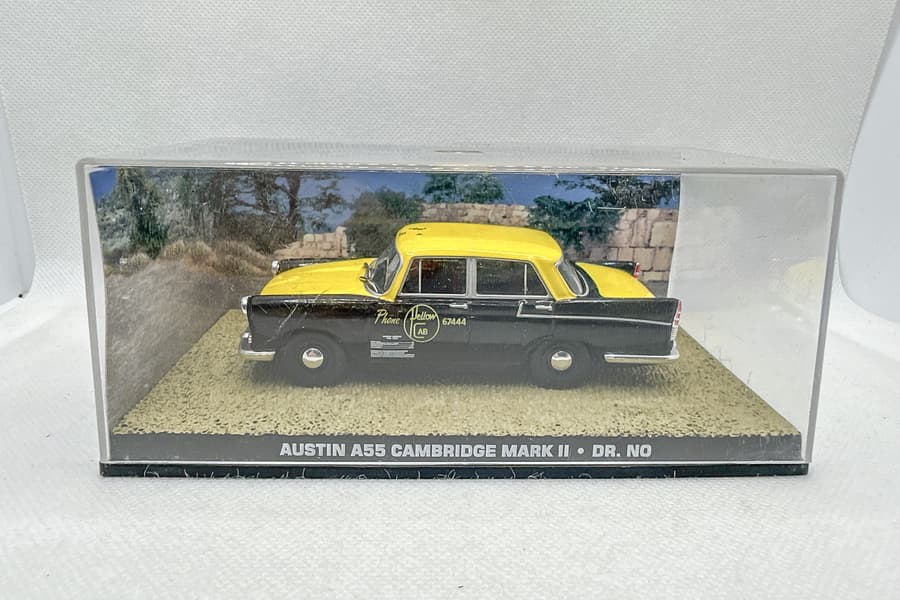 Phone Yellow CAB 67444
AUSTIN A55 CAMBRIDGE MARK II • DR. NO